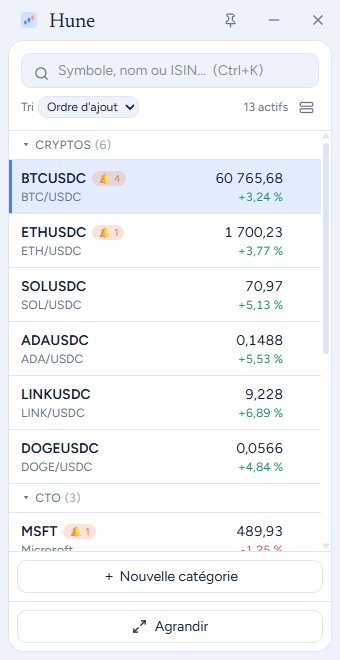 Hune
Symbole, nom ou ISIN... (Ctrl+K)
Tri Ordre d'ajout 13 actifs
CRYPTOS (6)
BTCUSDC 4 60 765,68
BTC/USDC +3,24 %
ETHUSDC 1 1 700,23
ETH/USDC +3,77 %
SOLUSDC 70,97
SOL/USDC +5,13 %
ADAUSDC 0,1488
ADA/USDC +5,53 %
LINKUSDC 9,228
LINK/USDC +6,89 %
DOGEUSDC 0,0566
DOGE/USDC +4,84 %
CTO (3)
MSFT 1 489,93
Microsoft -1,25 %
+ Nouvelle catégorie
Agrandir